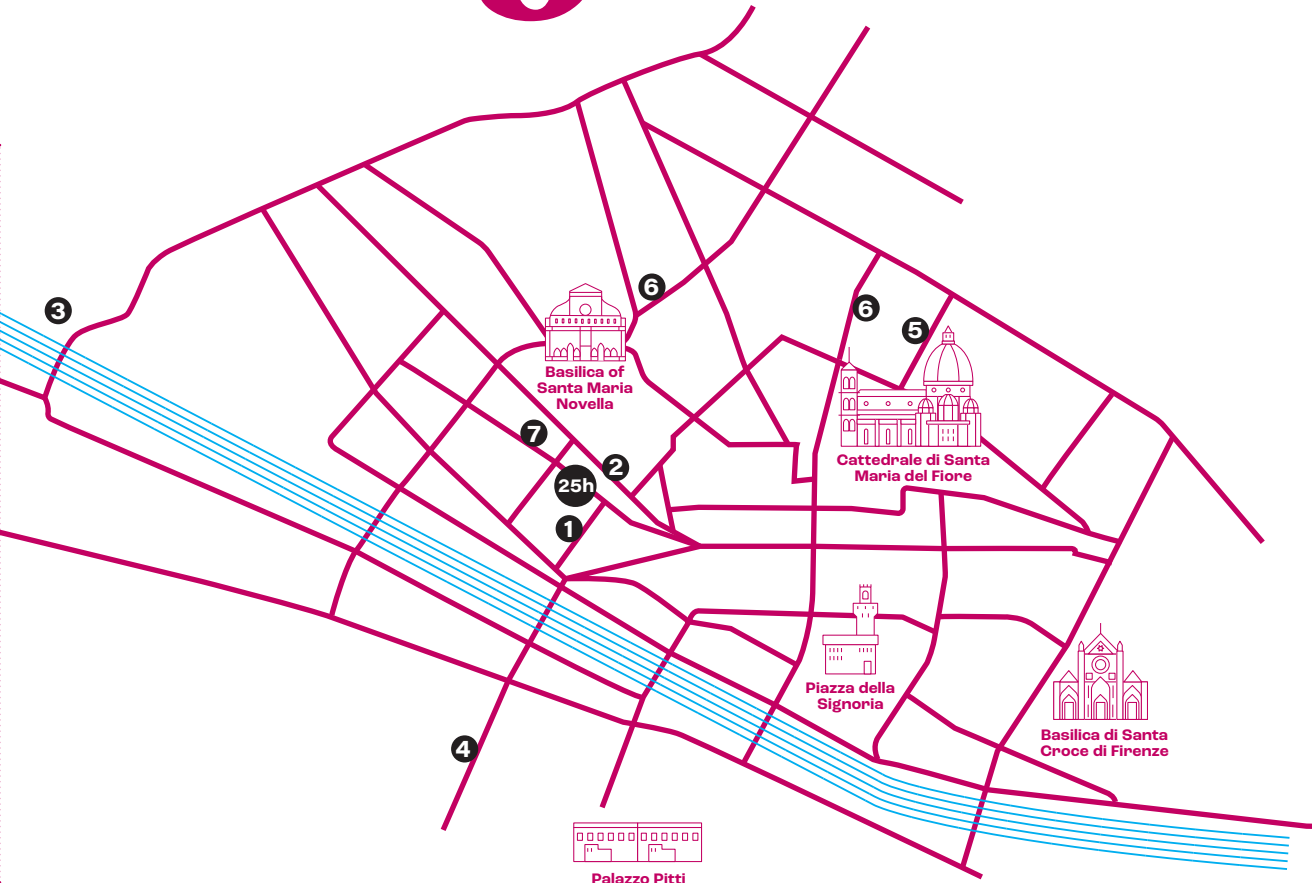 3
6
6
5
Basilica of
Santa Maria
Novella
7
2
25h
1
Cattedrale di Santa
Maria del Fiore
Piazza della
Signoria
Basilica di Santa
Croce di Firenze
4
Palazzo Pitti